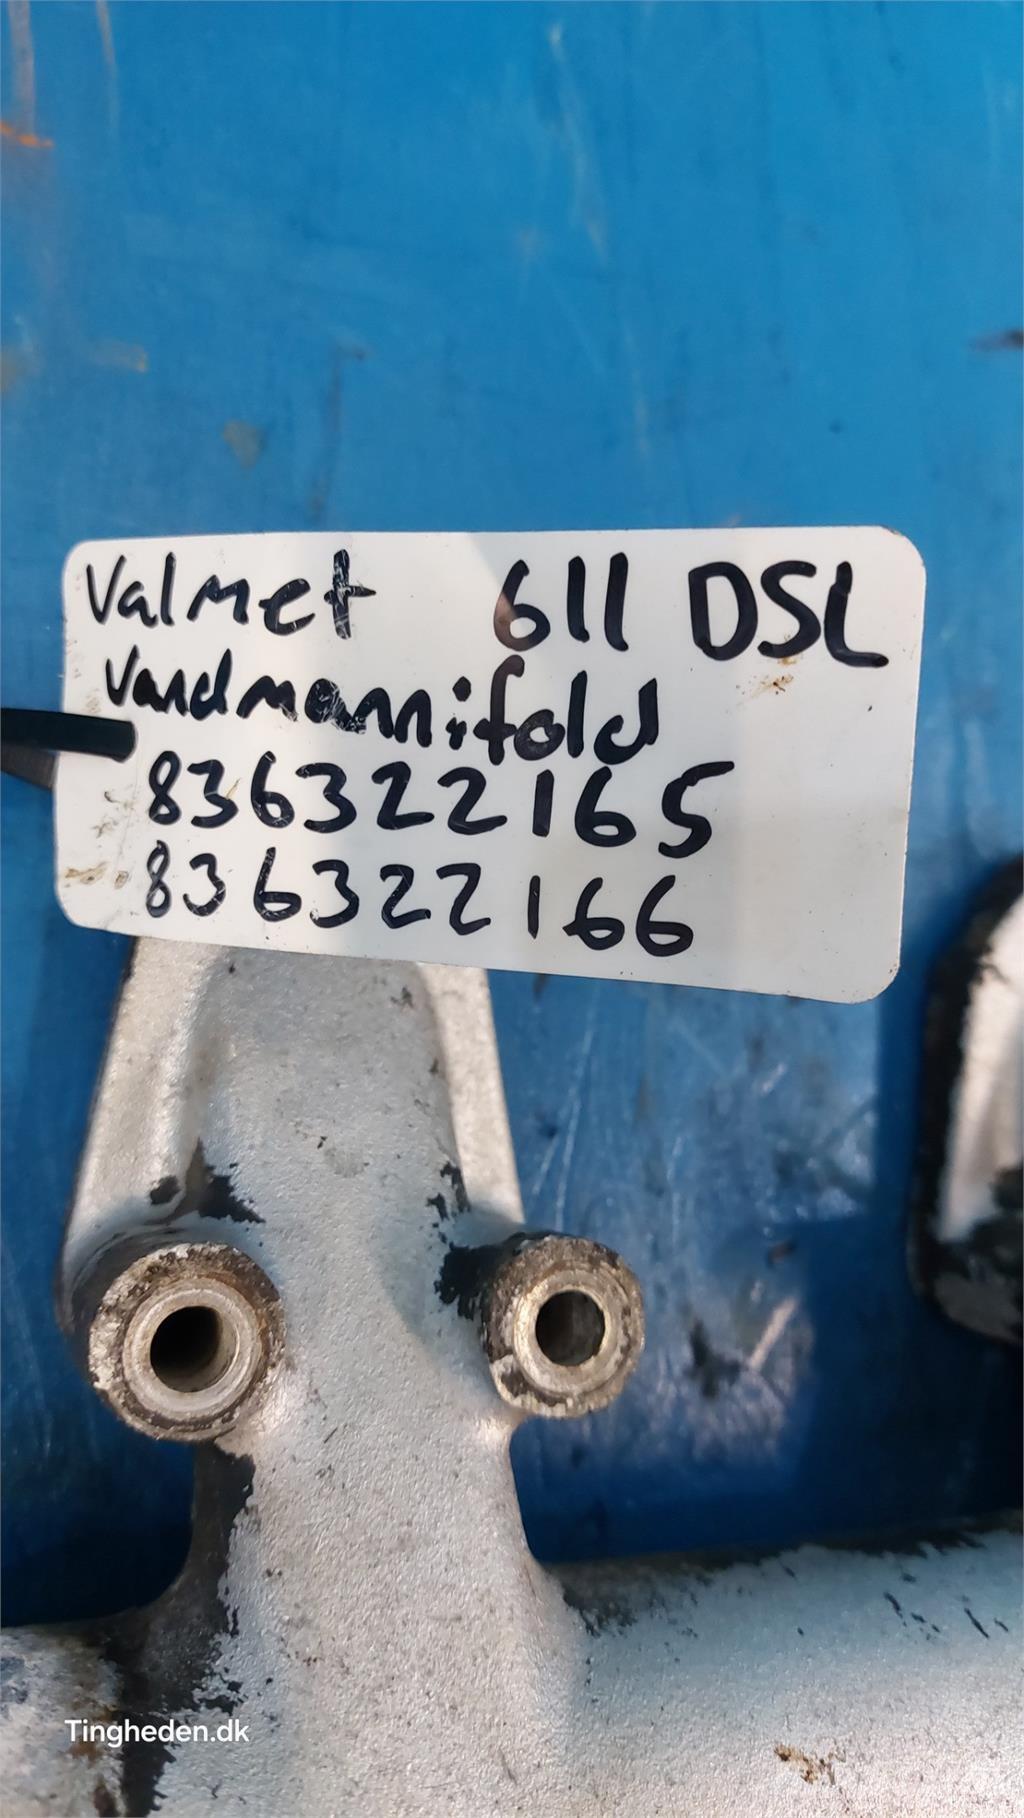 Valmet 611 DSL
Vandmannifold
836322165
836322166
Tingheden.dk